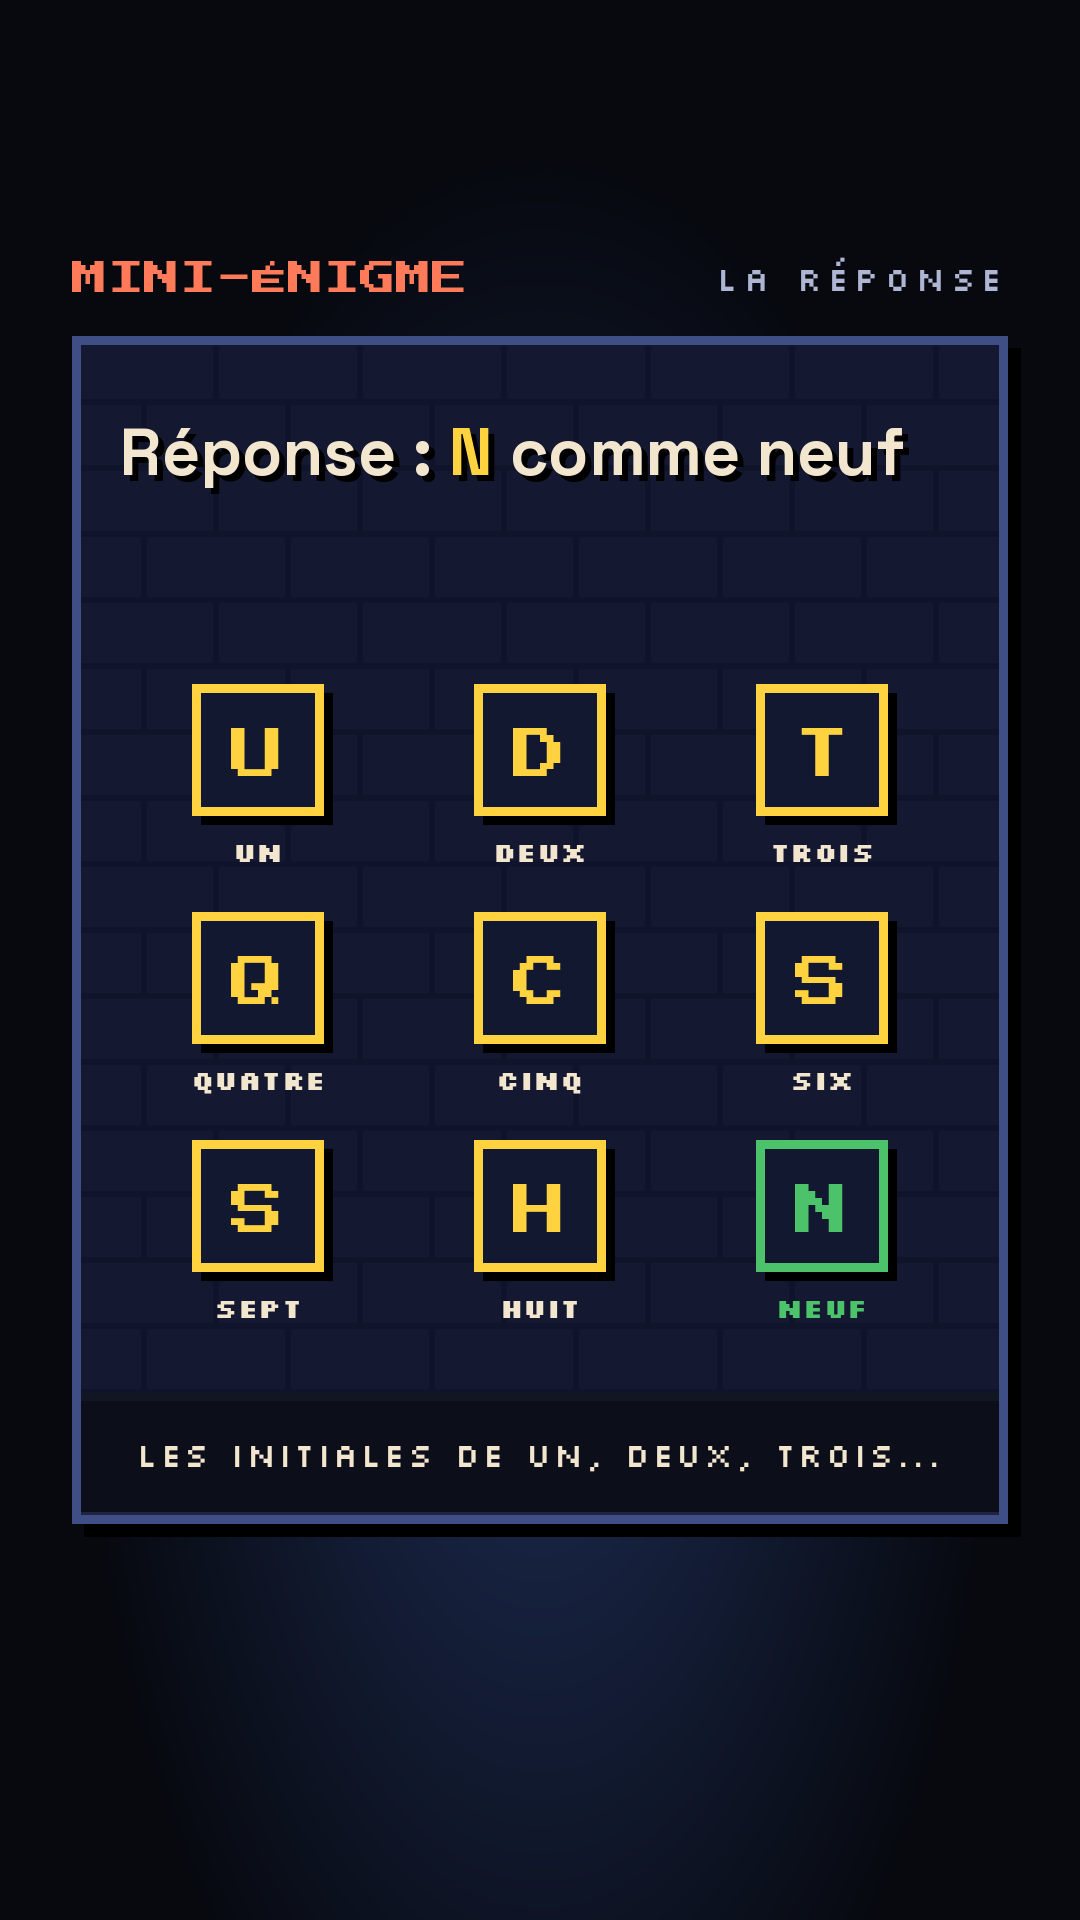 MINI-ÉNIGME
LA RÉPONSE
Réponse : N comme neuf
U D T
UN DEUX TROIS
Q C S
QUATRE CINQ SIX
S H N
SEPT HUIT NEUF
LES INITIALES DE UN, DEUX, TROIS...